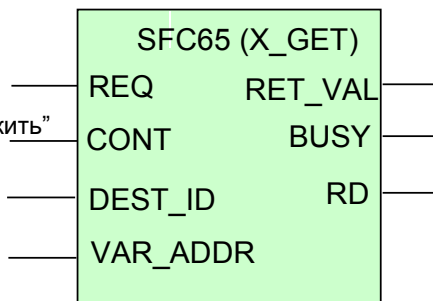 SFC65 (X_GET)
REQ RET_VAL
CONT BUSY
DEST_ID RD
VAR_ADDR